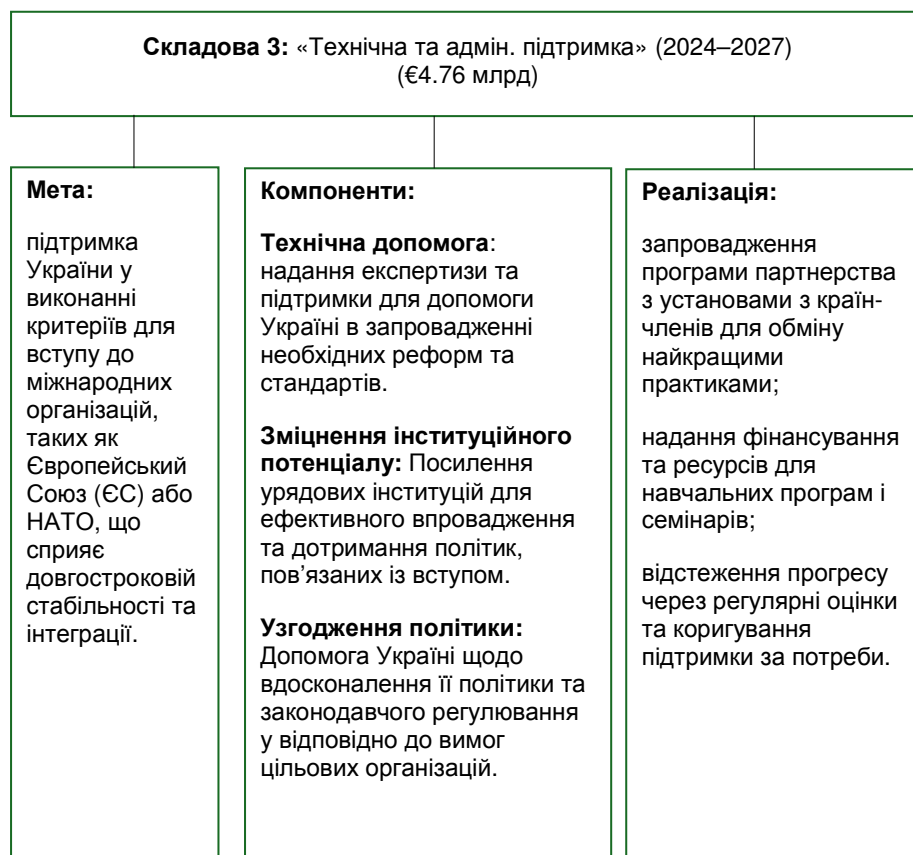 Складова 3: «Технічна та адмін. підтримка» (2024–2027)
(€4.76 млрд)
Мета:
підтримка
України у
виконанні
критеріїв для
вступу до
міжнародних
організацій,
таких як
Європейський
Союз (ЄС) або
НАТО, що
сприяє
довгостроковій
стабільності та
інтеграції.
Компоненти:
Технічна допомога:
надання експертизи та
підтримки для допомоги
Україні в запровадженні
необхідних реформ та
стандартів.
Зміцнення інституційного
потенціалу: Посилення
урядових інституцій для
ефективного впровадження
та дотримання політик,
пов’язаних із вступом.
Узгодження політики:
Допомога Україні щодо
вдосконалення її політики та
законодавчого регулювання
у відповідно до вимог
цільових організацій.
Реалізація:
запровадження
програми партнерства
з установами з країн-
членів для обміну
найкращими
практиками;
надання фінансування
та ресурсів для
навчальних програм і
семінарів;
відстеження прогресу
через регулярні оцінки
та коригування
підтримки за потреби.